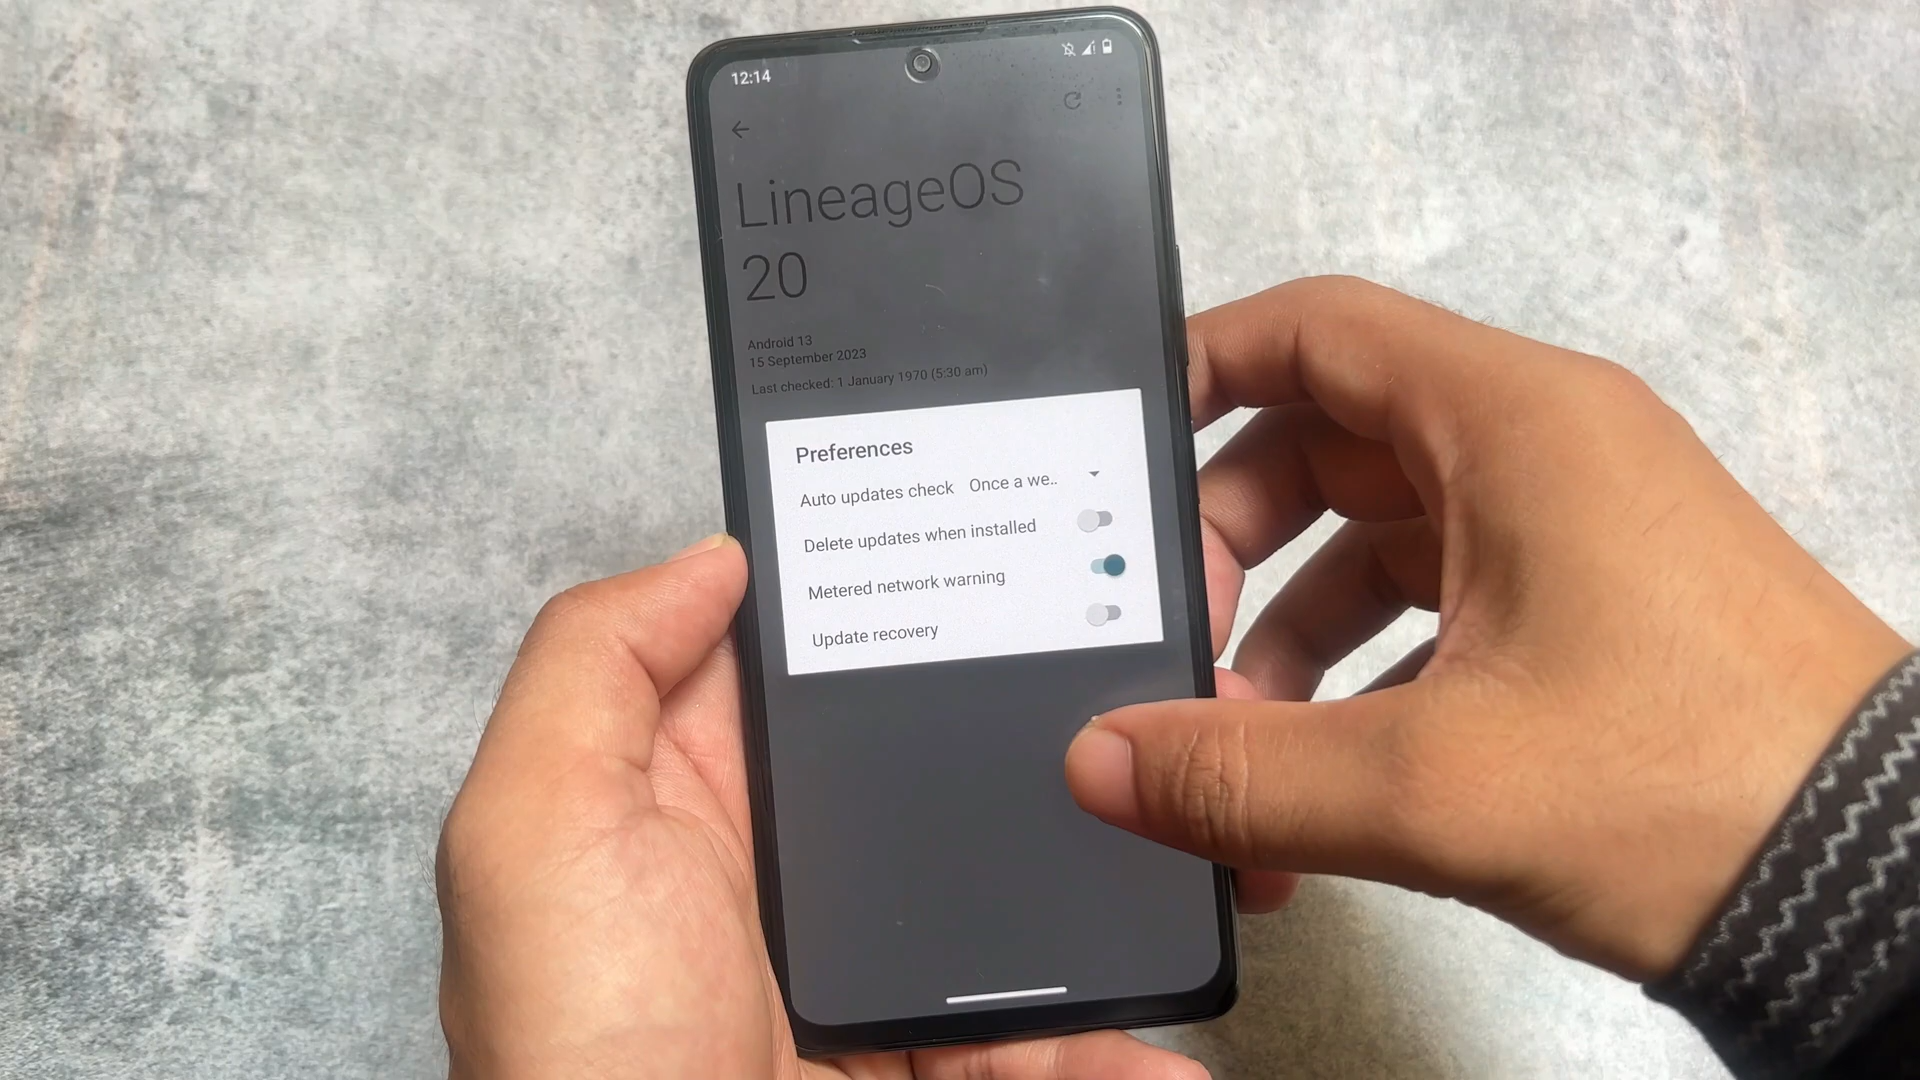 12:14
LineageOS
20
Android 13
15 September 2023
Last checked: 1 January 1970 (5:30 am)
Preferences
Auto updates check Once a we..
Delete updates when installed
Metered network warning
Update recovery